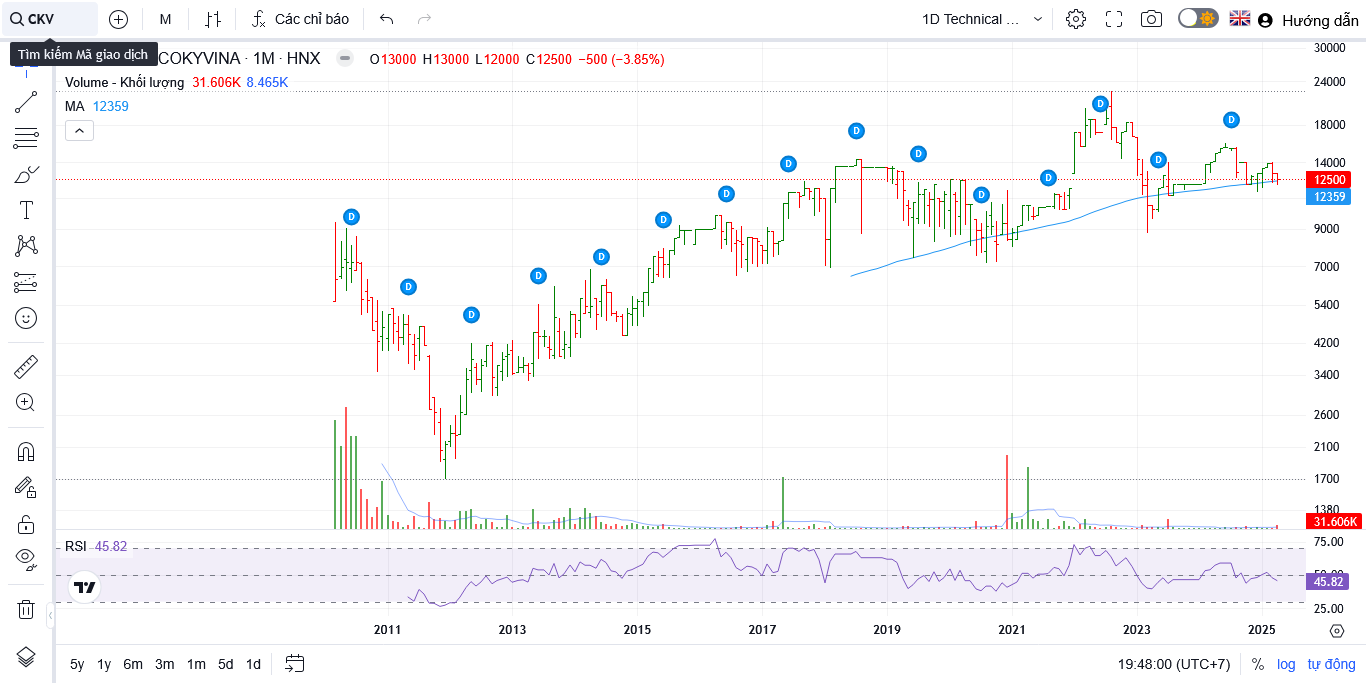 CKV
M
Các chỉ báo
1D Technical ...
Hướng dẫn
Tìm kiếm Mã giao dịch
COKYVINA · 1M · HNX
O13000 H13000 L12000 C12500 −500 (−3.85%)
Volume - Khối lượng 31.606K 8.465K
MA 12359
30000
24000
18000
14000
12500
12359
9000
7000
5400
4200
3400
2600
2100
1700
1380
31.606K
D D D D D D D D D D D D D D
RSI 45.82
75.00
50.00
45.82
25.00
2011 2013 2015 2017 2019 2021 2023 2025
5y 1y 6m 3m 1m 5d 1d
19:48:00 (UTC+7)
% log tự động